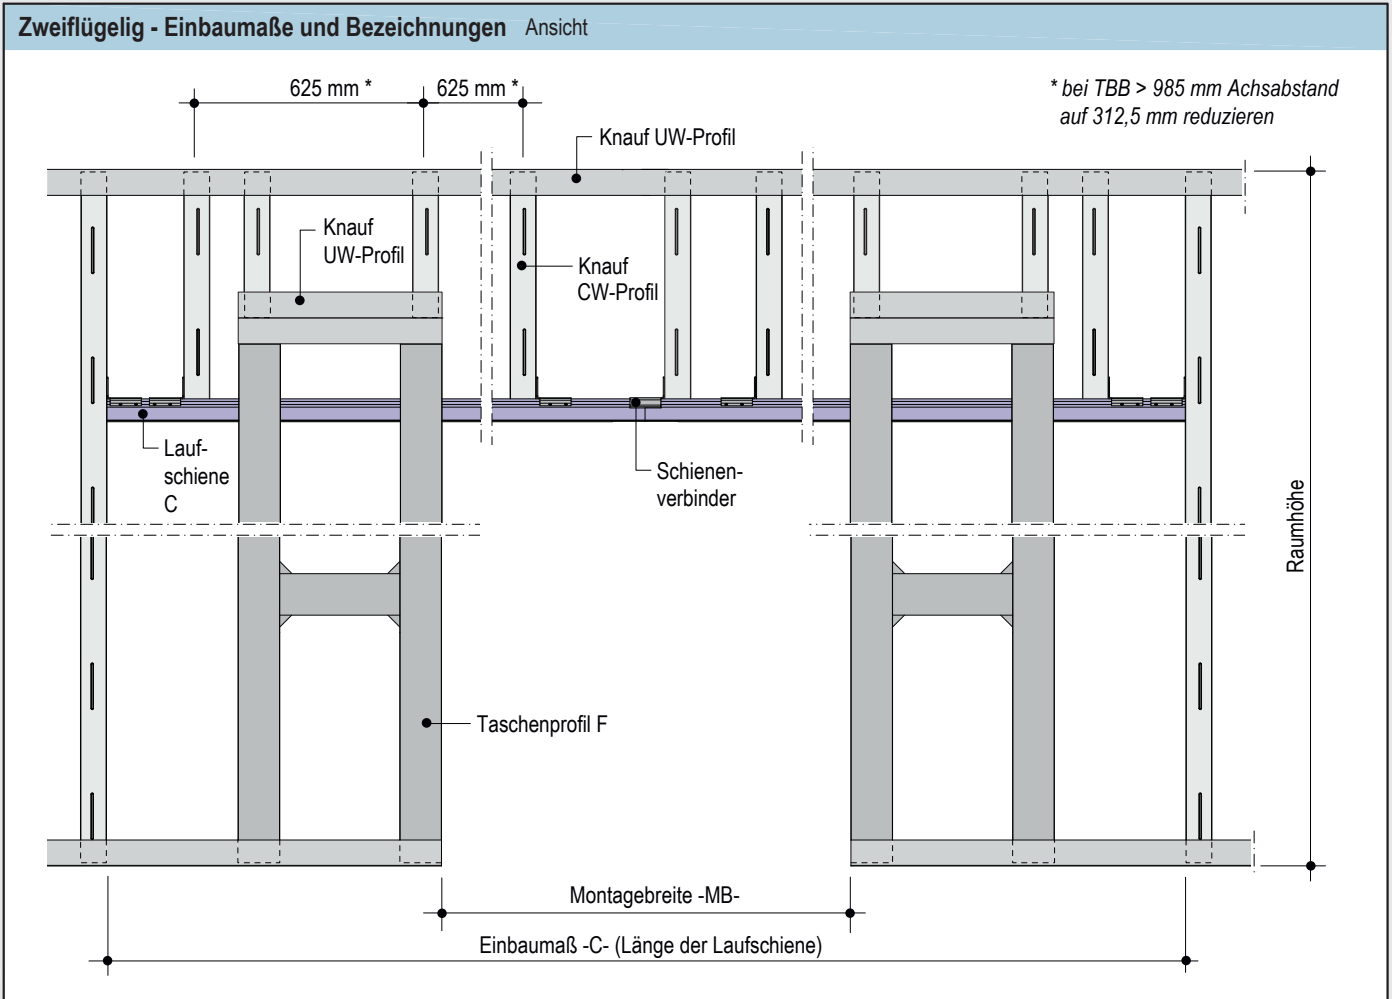 Zweiflügelig - Einbaumaße und Bezeichnungen Ansicht
625 mm *
625 mm *
* bei TBB > 985 mm Achsabstand
auf 312,5 mm reduzieren
Knauf UW-Profil
Knauf
UW-Profil
Knauf
CW-Profil
Lauf-
schiene
C
Schienen-
verbinder
Raumhöhe
Taschenprofil F
Montagebreite -MB-
Einbaumaß -C- (Länge der Laufschiene)